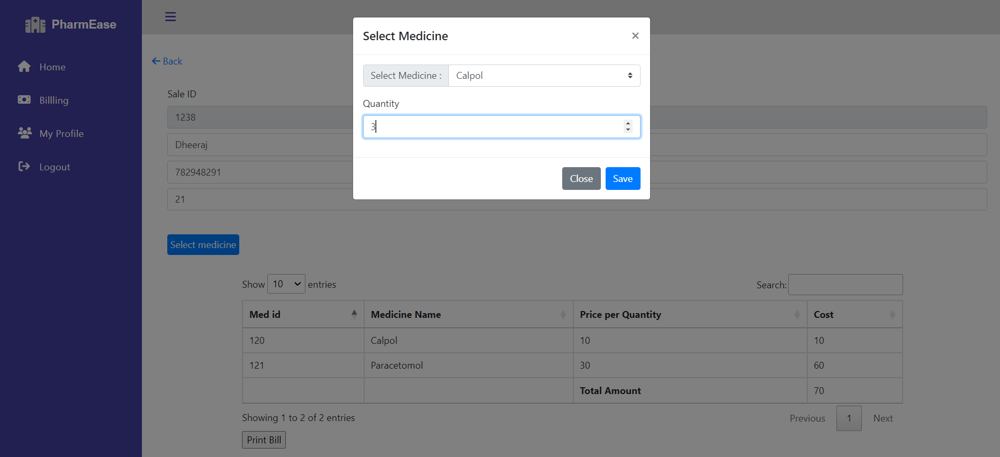 PharmEase
Home
Billling
My Profile
Logout
Select Medicine ×
Select Medicine : Calpol
Quantity
3
Close Save
Back
Sale ID
1238
Dheeraj
782948291
21
Select medicine
Show 10 entries
Search:
Med id Medicine Name Price per Quantity Cost
120 Calpol 10 10
121 Paracetomol 30 60
Total Amount 70
Showing 1 to 2 of 2 entries
Previous 1 Next
Print Bill